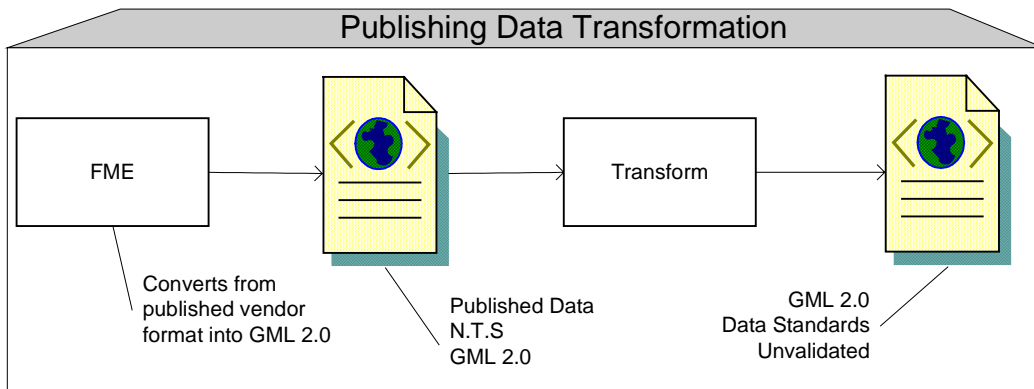 Publishing Data Transformation
FME
Transform
Converts from
published vendor
format into GML 2.0
Published Data
N.T.S
GML 2.0
GML 2.0
Data Standards
Unvalidated